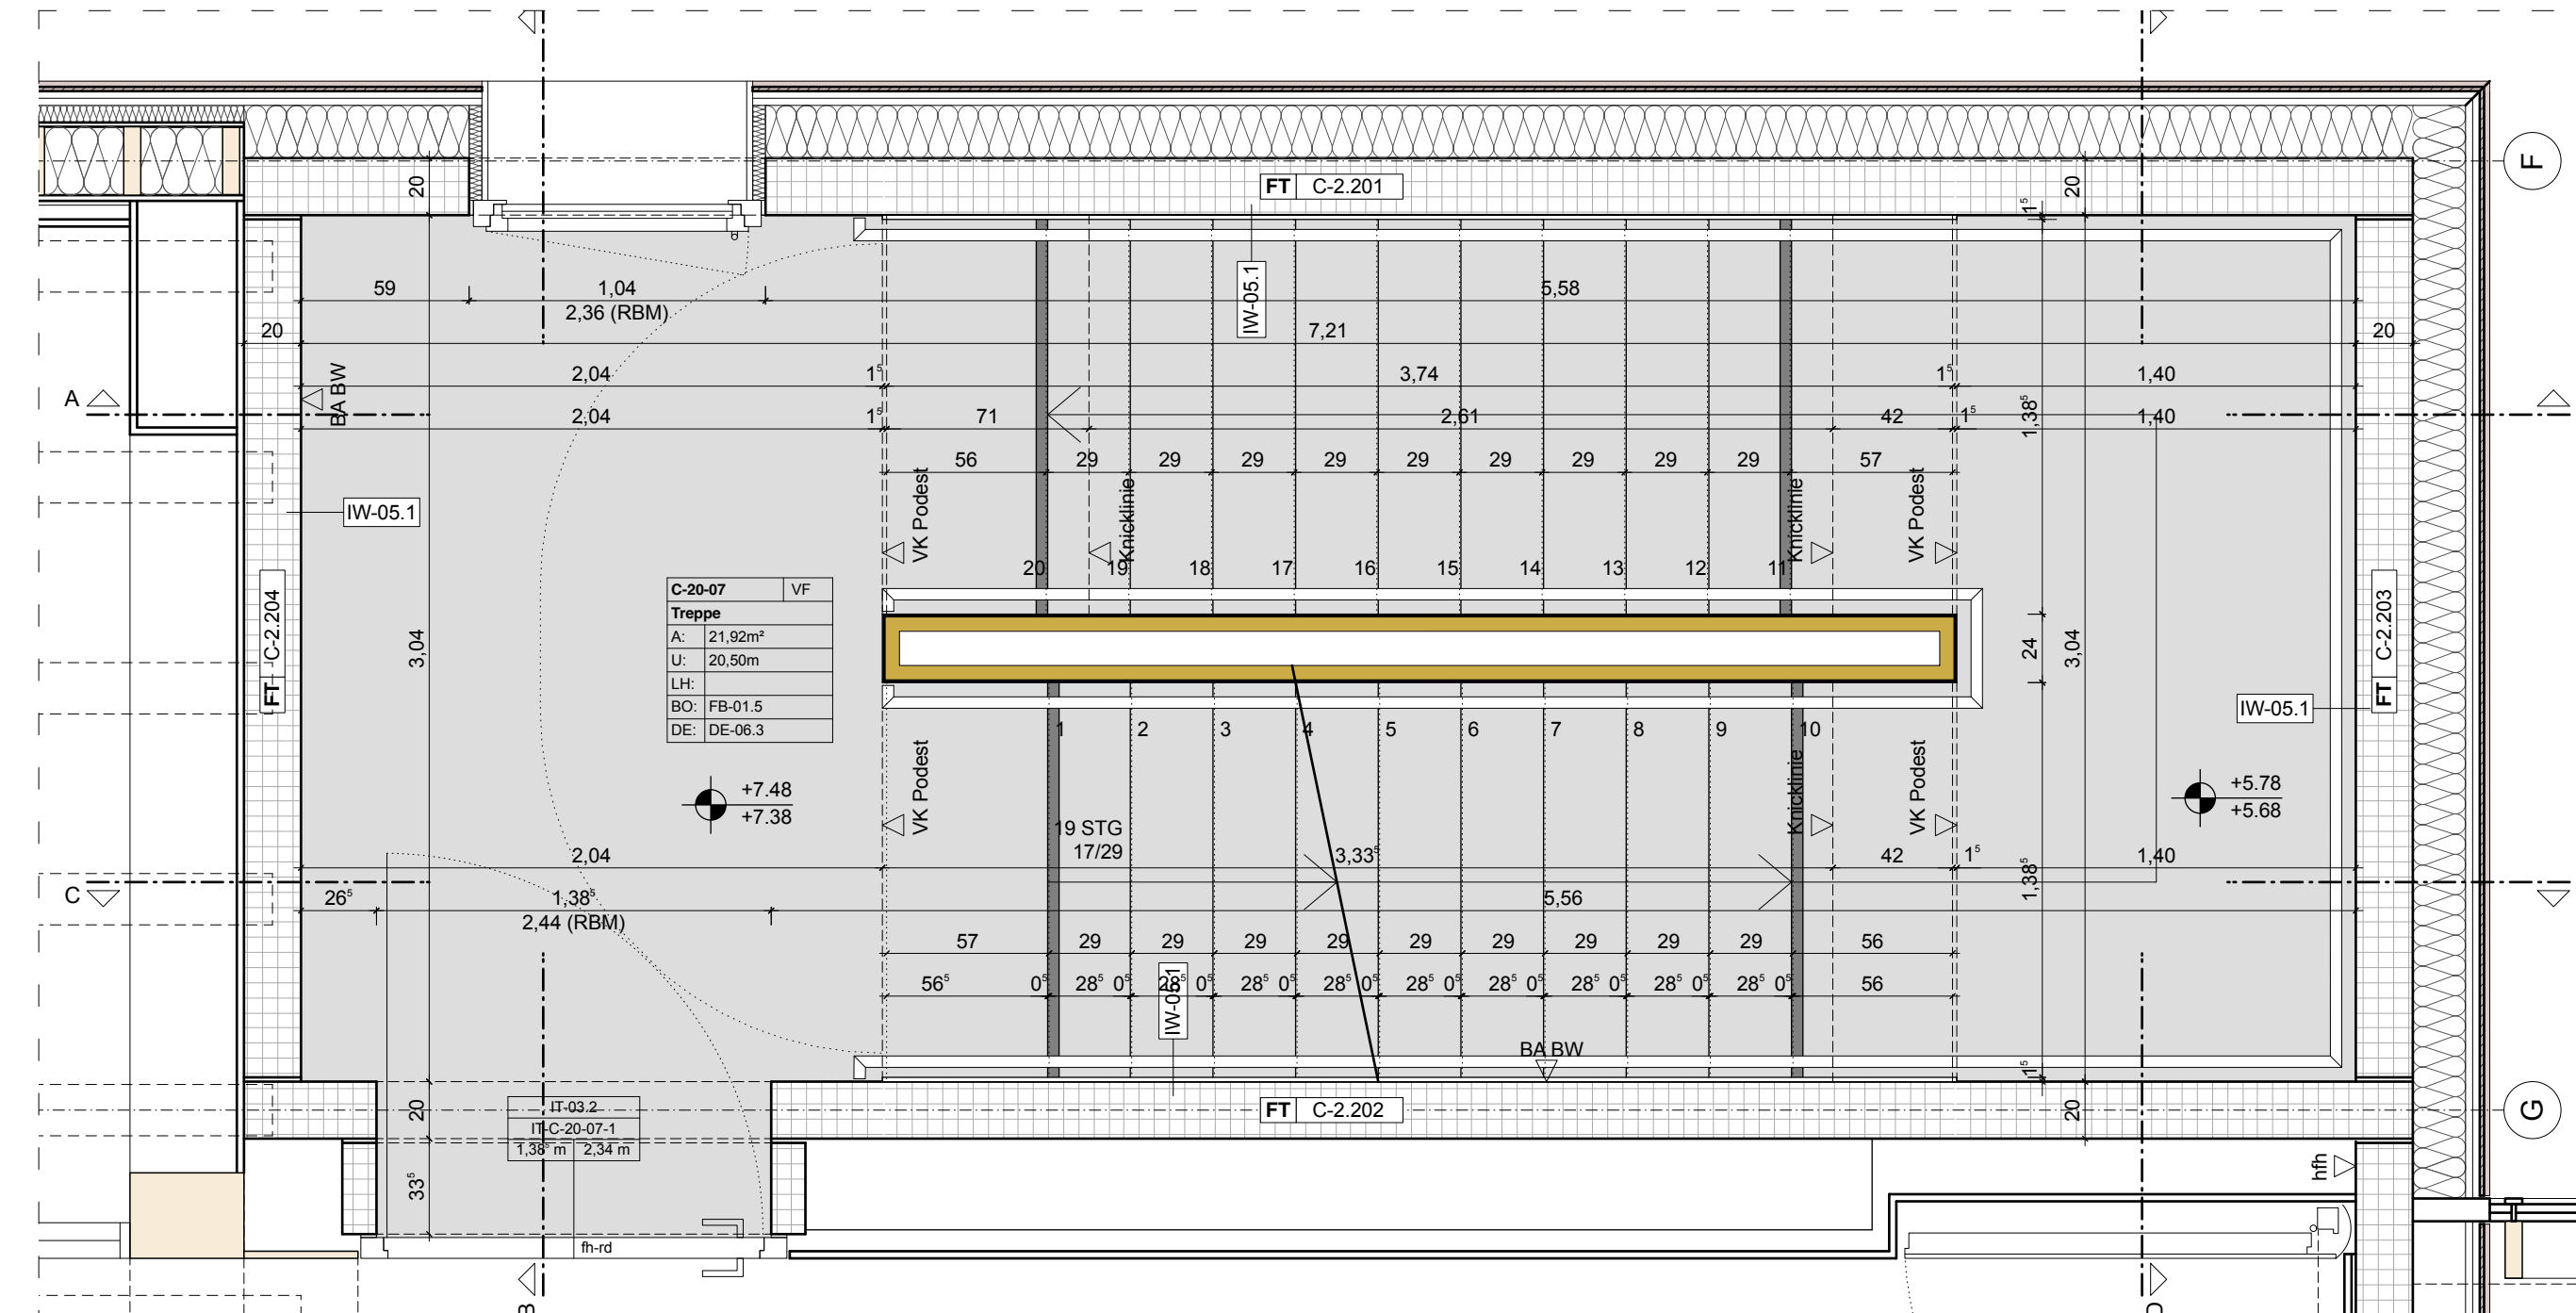 F
20
FT C-2.201
20
1⁵
59
1,04
2,36 (RBM)
IW-05.1
5,58
20
7,21
20
A
BA BW
2,04
1⁵
3,74
1⁵
1,40
2,04
1⁵
71
2,61
42
1⁵
1,38⁵
1,40
56
29
29
29
29
29
29
29
29
29
57
IW-05.1
VK Podest
Knicklinie
Knicklinie
VK Podest
20
19
18
17
16
15
14
13
12
11
C-20-07 VF
Treppe
A: 21,92m²
U: 20,50m
LH:
BO: FB-01.5
DE: DE-06.3
FT C-2.204
3,04
24
3,04
FT C-2.203
IW-05.1
1
2
3
4
5
6
7
8
9
10
VK Podest
Knicklinie
VK Podest
+7.48
+7.38
+5.78
+5.68
19 STG
17/29
2,04
3,33⁵
42
1⁵
1,38⁵
1,40
C
26⁵
1,38⁵
2,44 (RBM)
5,56
57
29
29
29
29
29
29
29
29
29
56
56⁵
0⁵
28⁵
0⁵
28⁵
0⁵
28⁵
0⁵
28⁵
0⁵
28⁵
0⁵
28⁵
0⁵
28⁵
0⁵
28⁵
0⁵
28⁵
0⁵
56
IW-05.1
BA BW
1⁵
20
IT-03.2
IT-C-20-07-1
1,38⁵ m 2,34 m
FT C-2.202
20
G
33⁵
hfh
fh-rd
B
D